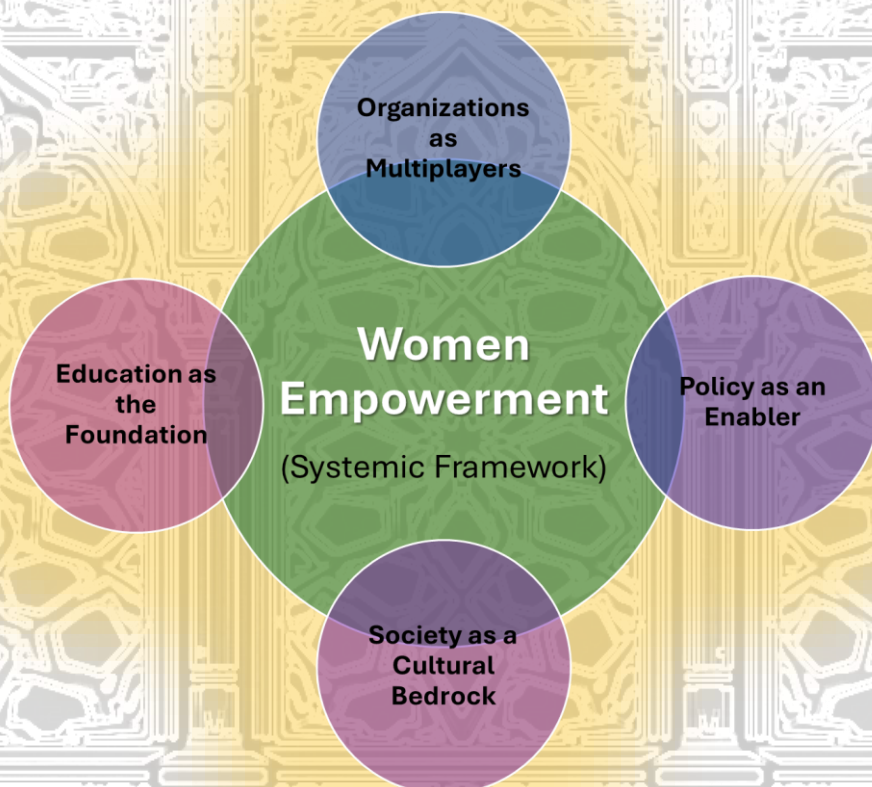 Organizations
as
Multiplayers
Women
Empowerment
(Systemic Framework)
Education as
the
Foundation
Policy as an
Enabler
Society as a
Cultural
Bedrock